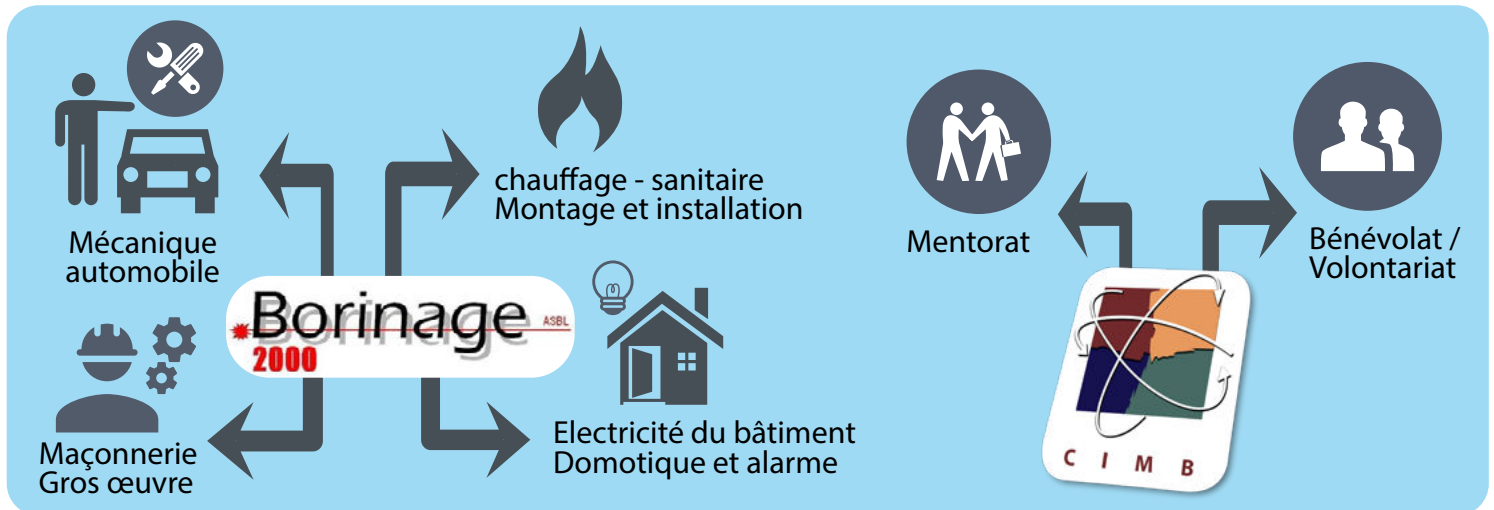 chauffage - sanitaire
Montage et installation
Mécanique
automobile
Borinage ASBL
2000
Maçonnerie
Gros œuvre
Electricité du bâtiment
Domotique et alarme
Mentorat
Bénévolat /
Volontariat
C I M B